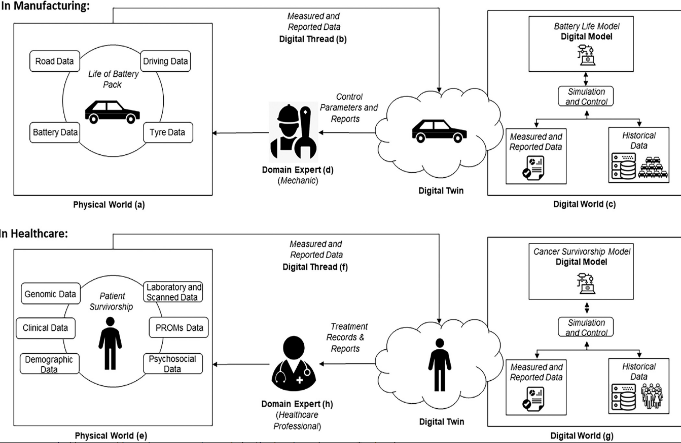 In Manufacturing:
Measured and
Reported Data
Digital Thread (b)
Road Data
Driving Data
Life of Battery
Pack
Battery Data
Tyre Data
Physical World (a)
Control
Parameters and
Reports
Domain Expert (d)
(Mechanic)
Digital Twin
Battery Life Model
Digital Model
Simulation
and Control
Measured and
Reported Data
Historical
Data
Digital World (c)
In Healthcare:
Measured and
Reported Data
Digital Thread (f)
Genomic Data
Patient
Survivorship
Laboratory and
Scanned Data
Clinical Data
PROMs Data
Demographic
Data
Psychosocial
Data
Physical World (e)
Treatment
Records &
Reports
Domain Expert (h)
(Healthcare
Professional)
Digital Twin
Cancer Survivorship Model
Digital Model
Simulation
and Control
Measured and
Reported Data
Historical
Data
Digital World (g)